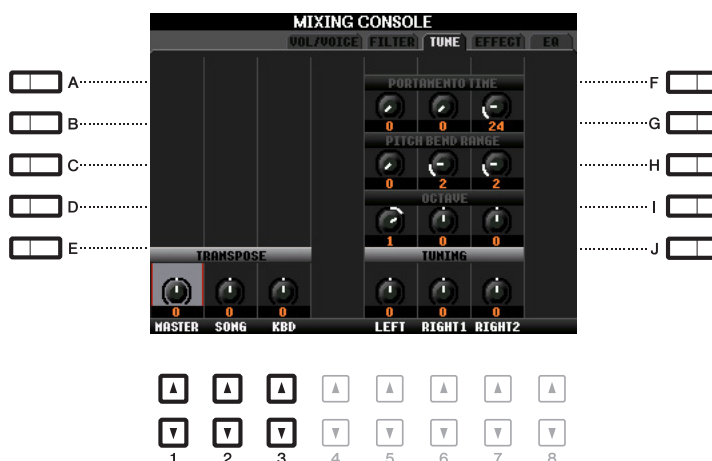 MIXING CONSOLE
VOL/VOICE FILTER TUNE EFFECT EQ
A
B
C
D
E
F
G
H
I
J
PORTAMENTO TIME
0 0 24
PITCH BEND RANGE
0 2 2
OCTAVE
1 0 0
TRANSPOSE TUNING
0 0 0 0 0 0
MASTER SONG KBD LEFT RIGHT1 RIGHT2
1 2 3 4 5 6 7 8